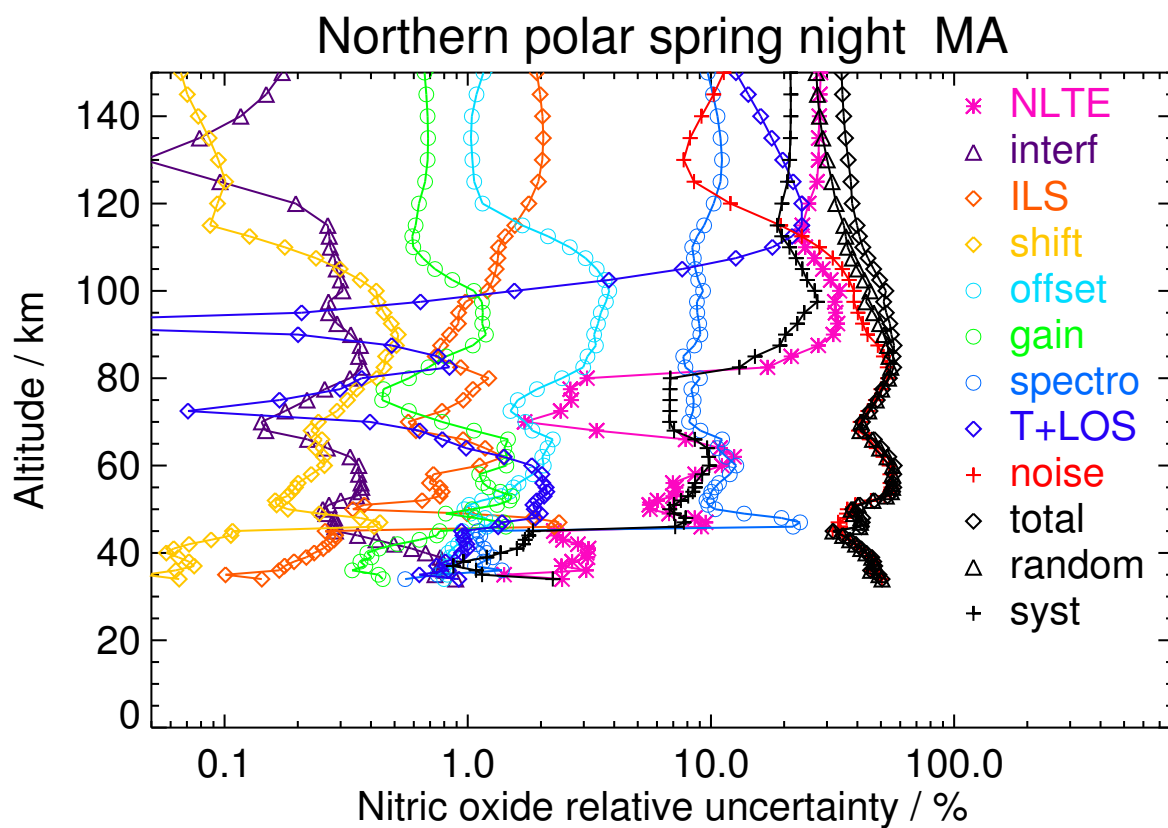 Northern polar spring night MA
Altitude / km
140
120
100
80
60
40
20
0
0.1
1.0
10.0
100.0
Nitric oxide relative uncertainty / %
NLTE
interf
ILS
shift
offset
gain
spectro
T+LOS
noise
total
random
syst